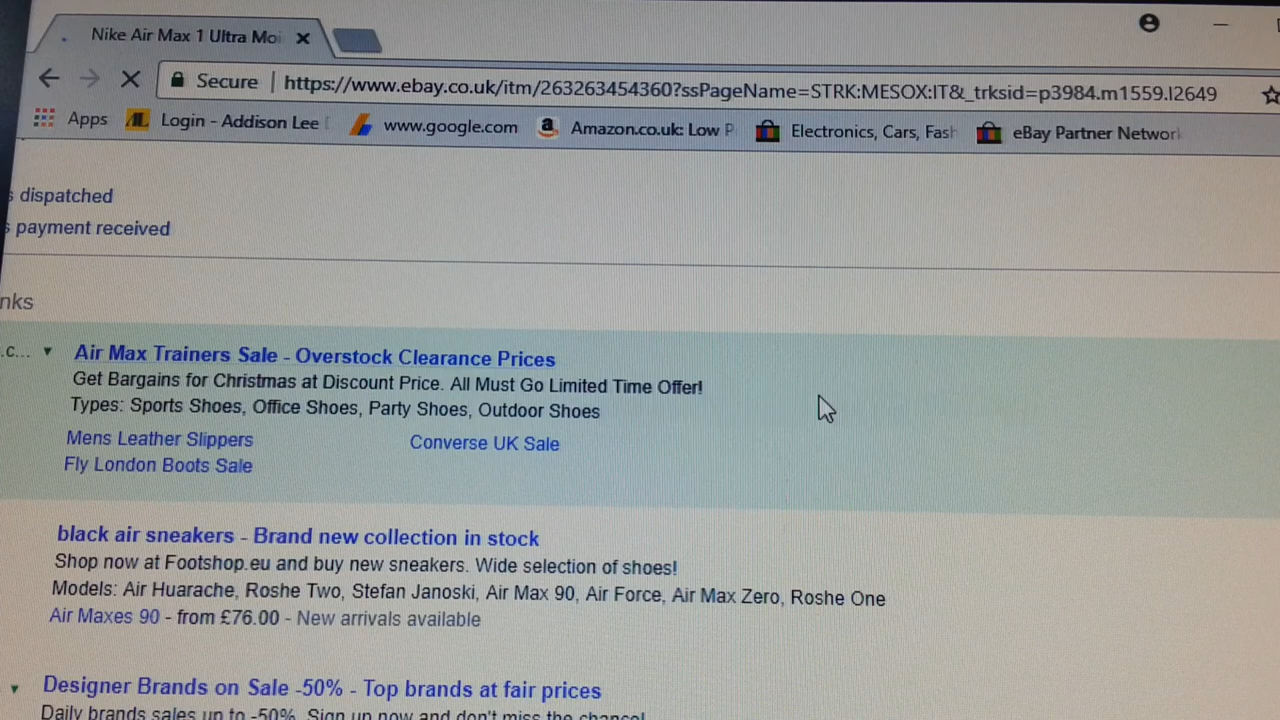 Nike Air Max 1 Ultra Moi
Secure https://www.ebay.co.uk/itm/263263454360?ssPageName=STRK:MESOX:IT&_trksid=p3984.m1559.l2649
Apps Login - Addison Lee www.google.com Amazon.co.uk: Low P Electronics, Cars, Fash eBay Partner Network
s dispatched
s payment received
nks
.c... Air Max Trainers Sale - Overstock Clearance Prices
Get Bargains for Christmas at Discount Price. All Must Go Limited Time Offer!
Types: Sports Shoes, Office Shoes, Party Shoes, Outdoor Shoes
Mens Leather Slippers Converse UK Sale
Fly London Boots Sale
black air sneakers - Brand new collection in stock
Shop now at Footshop.eu and buy new sneakers. Wide selection of shoes!
Models: Air Huarache, Roshe Two, Stefan Janoski, Air Max 90, Air Force, Air Max Zero, Roshe One
Air Maxes 90 - from £76.00 - New arrivals available
Designer Brands on Sale -50% - Top brands at fair prices
Daily brands sales up to -50%. Sign up now and don't miss the chance!